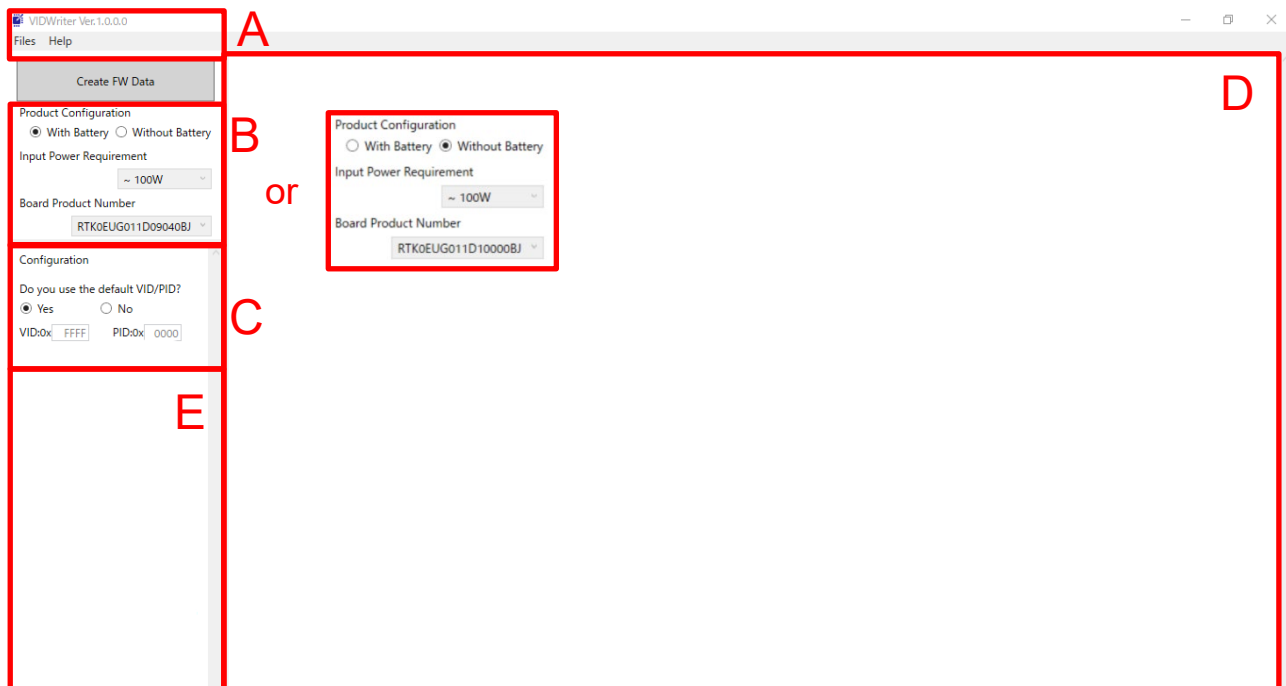 VIDWriter Ver.1.0.0.0
Files Help
A
Create FW Data
D
Product Configuration
With Battery Without Battery
B
Input Power Requirement
~ 100W
Board Product Number
RTK0EUG011D09040BJ
or
Product Configuration
With Battery Without Battery
Input Power Requirement
~ 100W
Board Product Number
RTK0EUG011D10000BJ
Configuration
Do you use the default VID/PID?
Yes No
VID:0x FFFF PID:0x 0000
C
E